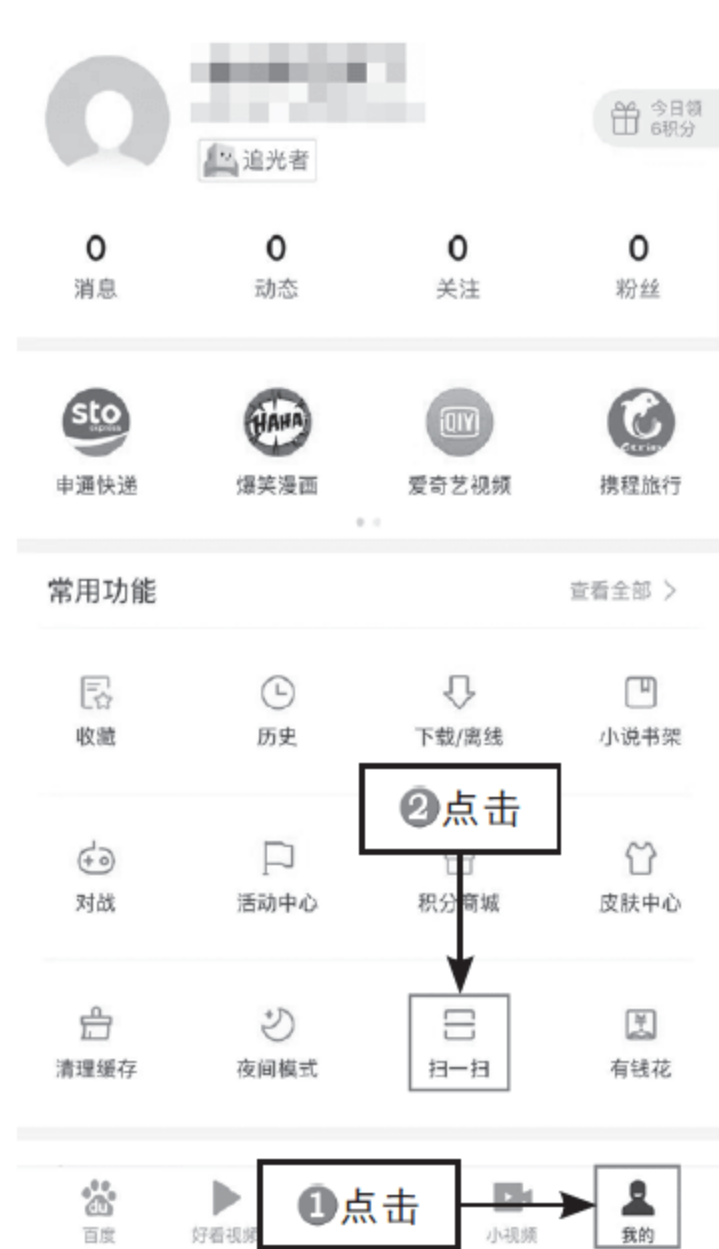 今日领
6积分
追光者
0 0 0 0
消息 动态 关注 粉丝
sto
express
HAHA
QIYI
申通快递 爆笑漫画 爱奇艺视频 携程旅行
常用功能 查看全部
收藏 历史 下载/离线 小说书架
❷点击
对战 活动中心 积分商城 皮肤中心
清理缓存 夜间模式 扫一扫 有钱花
❶点击
du
百度 好看视频 小视频 我的